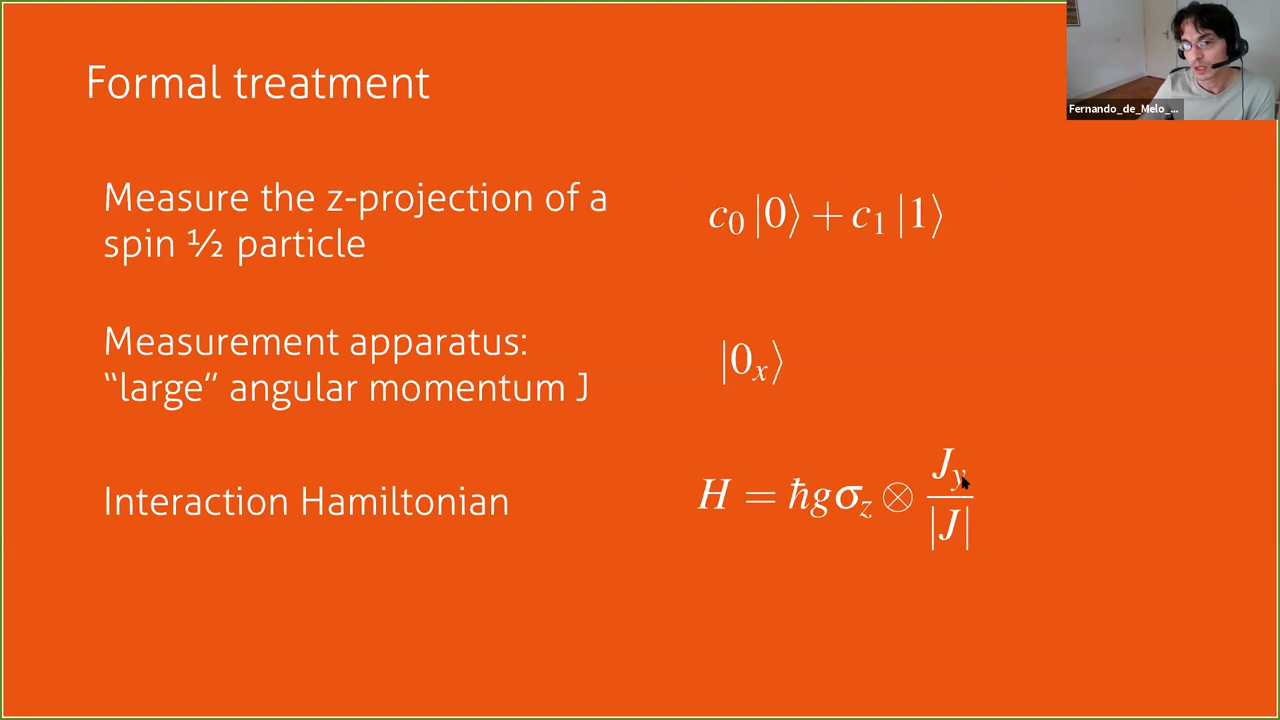 Formal treatment
Fernando_de_Melo_...
Measure the z-projection of a
spin ½ particle
c₀|0⟩ + c₁|1⟩
Measurement apparatus:
“large” angular momentum J
|0ₓ⟩
Interaction Hamiltonian
H = ħgσ_z ⊗ J_y/|J|